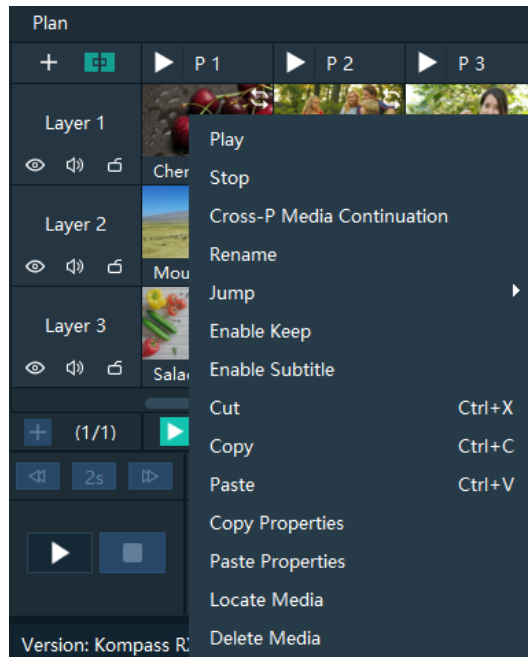 Plan
P 1
P 2
P 3
Layer 1
Cher
Play
Stop
Cross-P Media Continuation
Layer 2
Mou
Rename
Jump
Layer 3
Enable Keep
Salad
Enable Subtitle
Cut Ctrl+X
(1/1)
Copy Ctrl+C
2s
Paste Ctrl+V
Copy Properties
Paste Properties
Locate Media
Delete Media
Version: Kompass RX